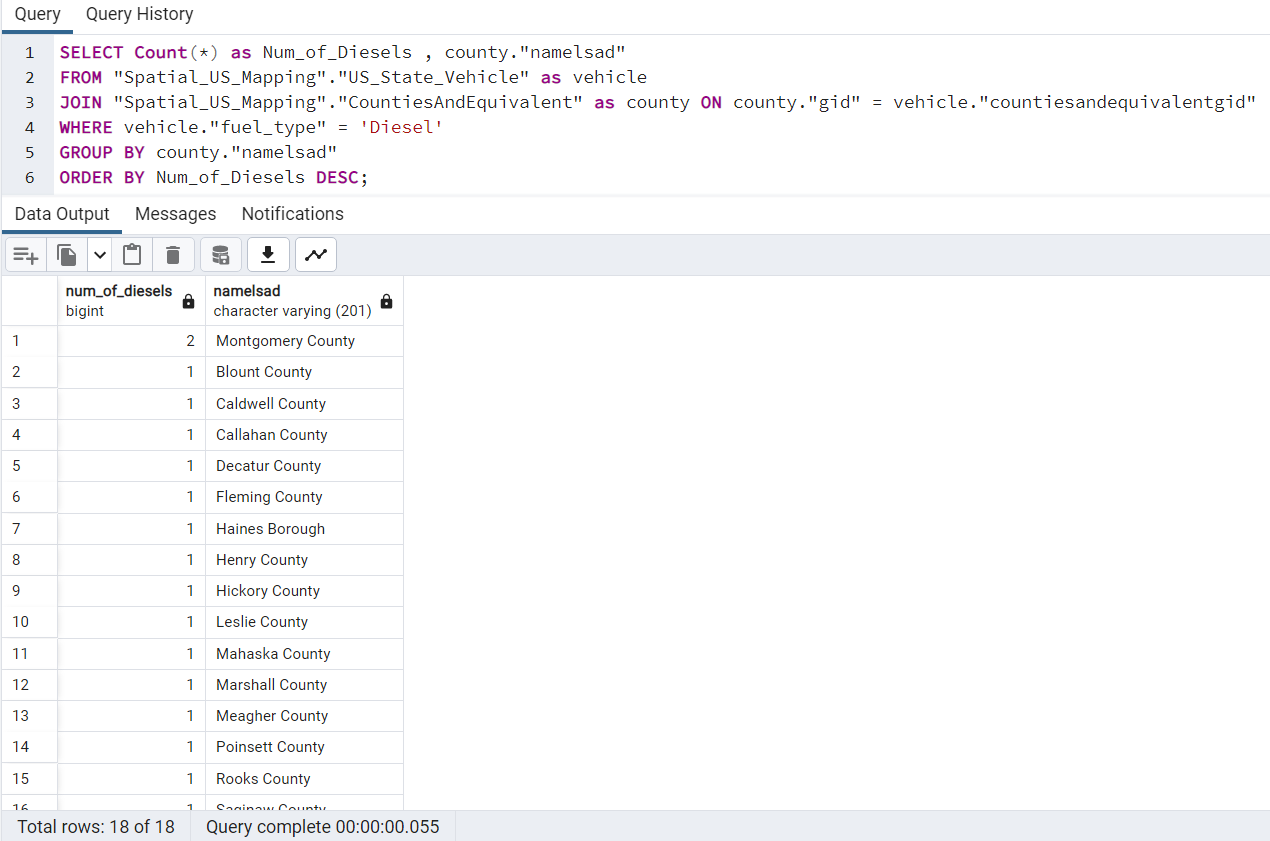 Query Query History
1 SELECT Count(*) as Num_of_Diesels , county."namelsad"
2 FROM "Spatial_US_Mapping"."US_State_Vehicle" as vehicle
3 JOIN "Spatial_US_Mapping"."CountiesAndEquivalent" as county ON county."gid" = vehicle."countiesandequivalentgid"
4 WHERE vehicle."fuel_type" = 'Diesel'
5 GROUP BY county."namelsad"
6 ORDER BY Num_of_Diesels DESC;
Data Output Messages Notifications
num_of_diesels namelsad
bigint character varying (201)
1 2 Montgomery County
2 1 Blount County
3 1 Caldwell County
4 1 Callahan County
5 1 Decatur County
6 1 Fleming County
7 1 Haines Borough
8 1 Henry County
9 1 Hickory County
10 1 Leslie County
11 1 Mahaska County
12 1 Marshall County
13 1 Meagher County
14 1 Poinsett County
15 1 Rooks County
16 1 Saginaw County
Total rows: 18 of 18 Query complete 00:00:00.055